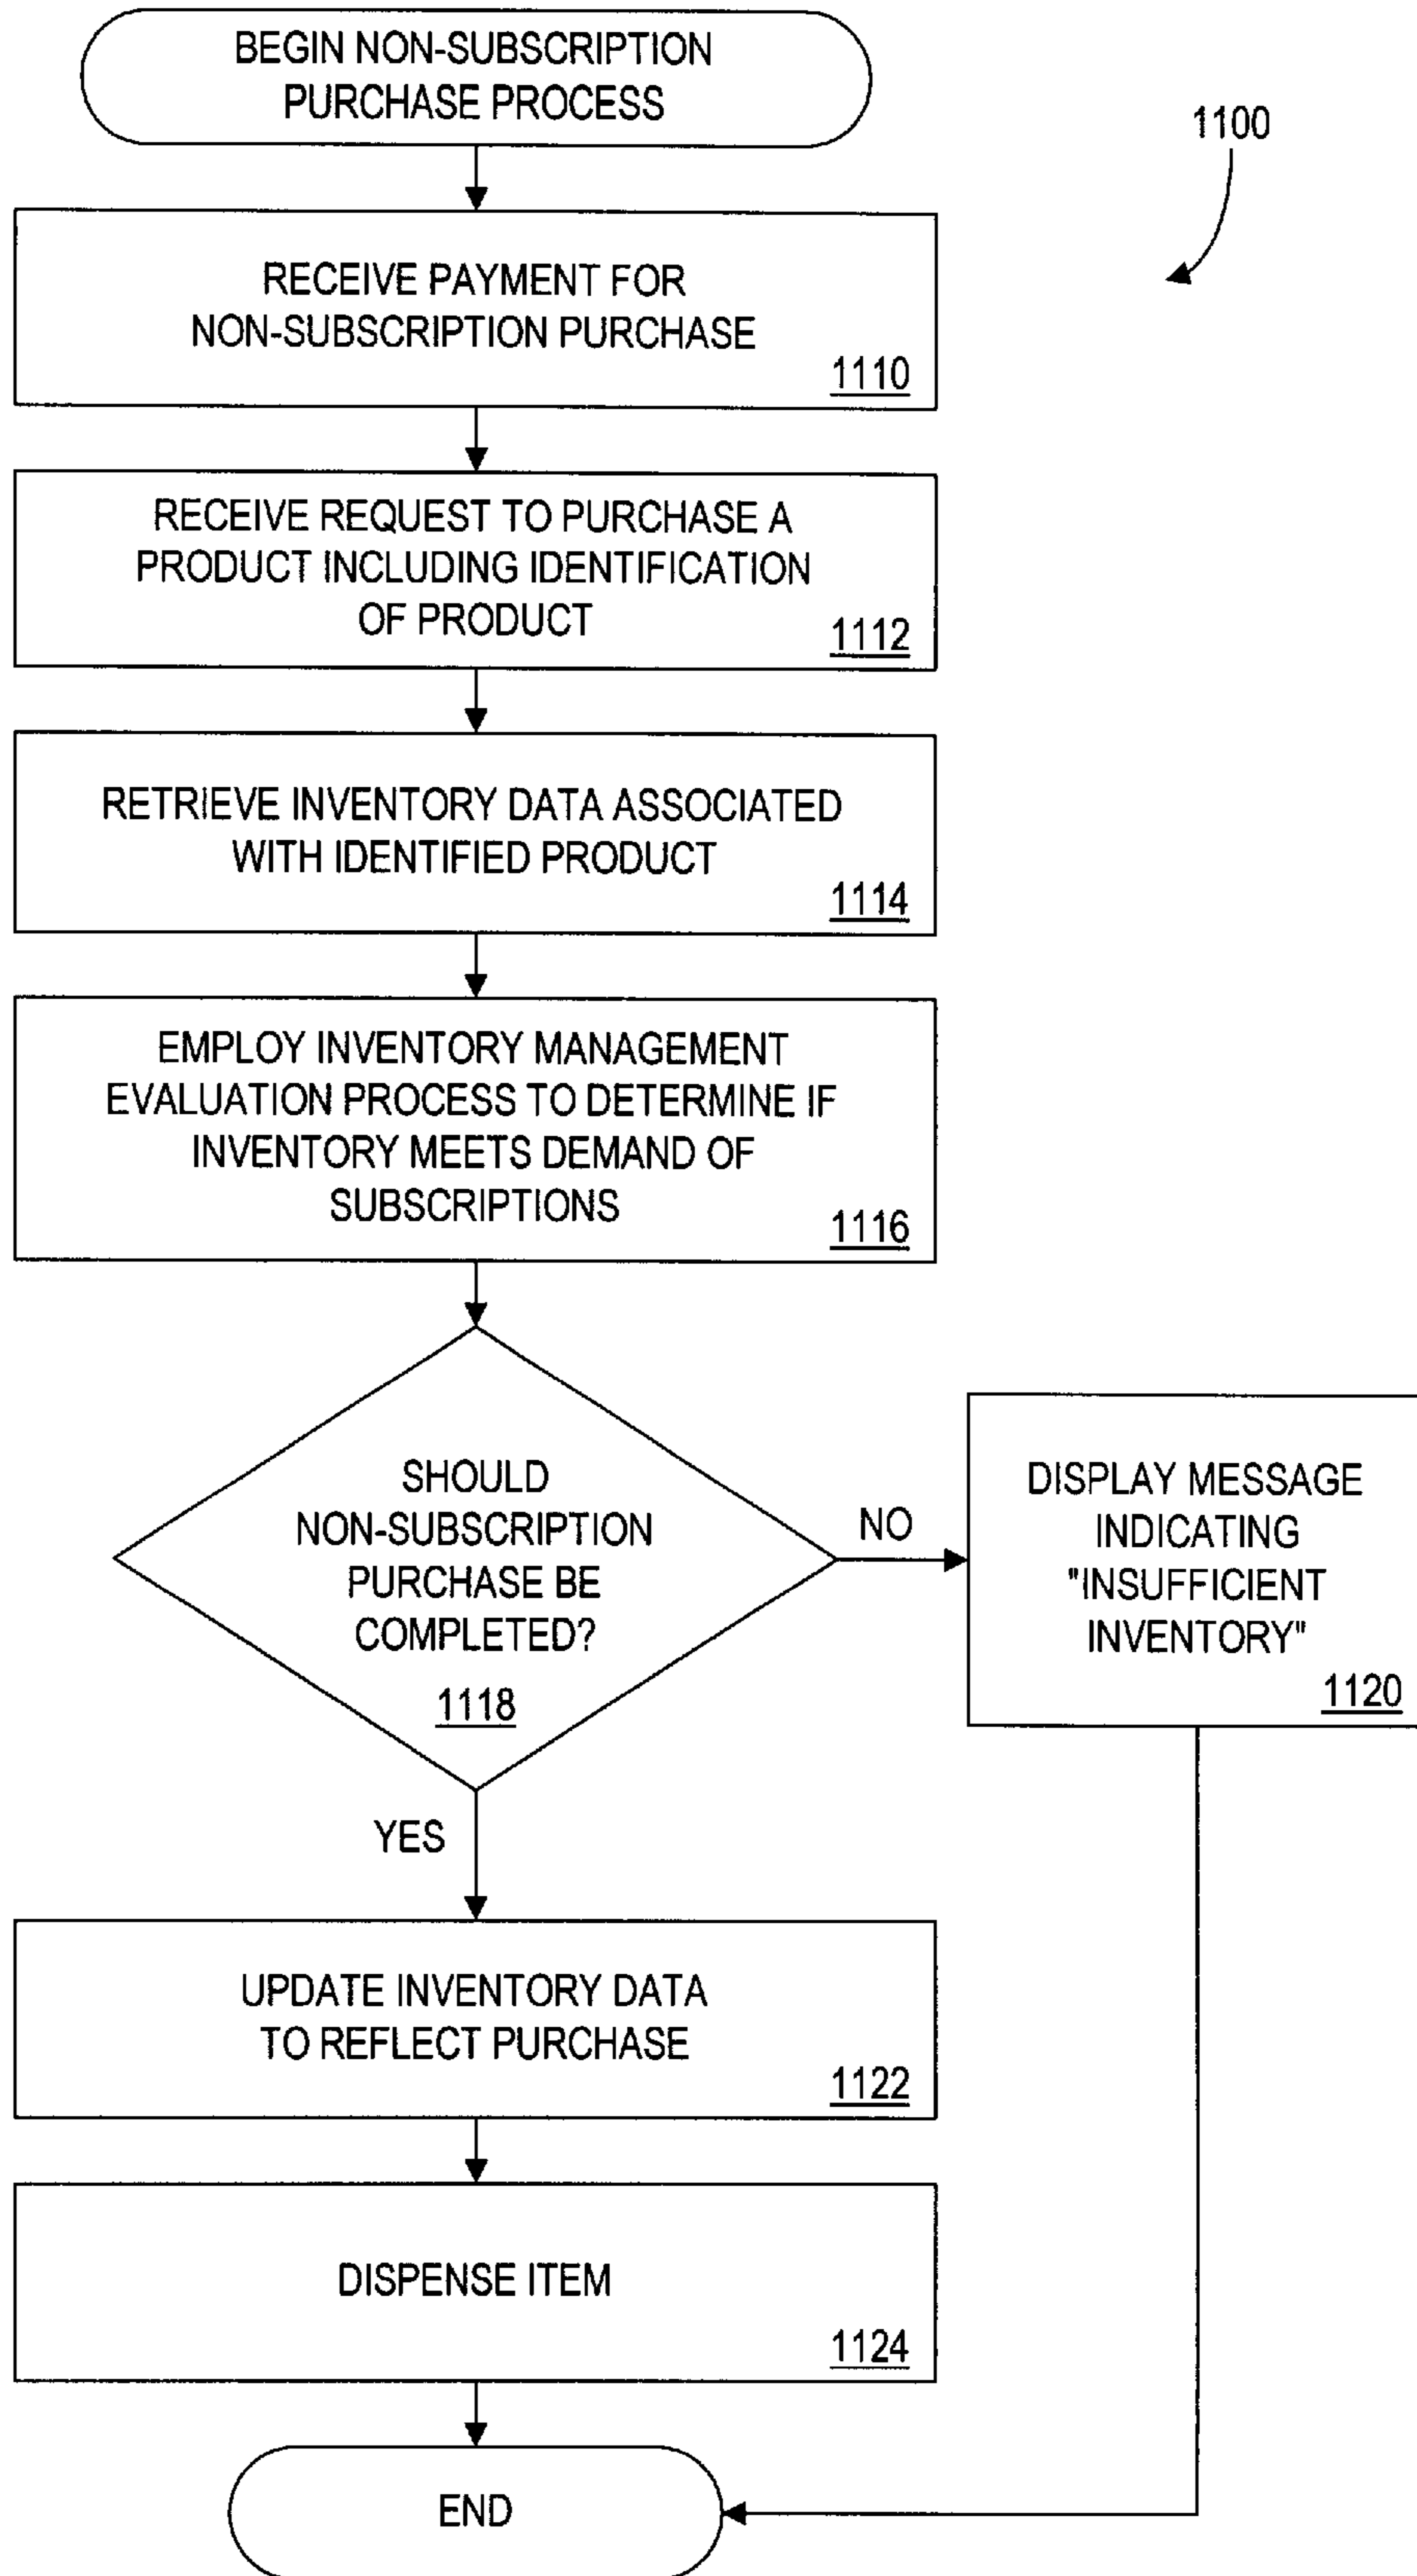 BEGIN NON-SUBSCRIPTION
PURCHASE PROCESS
1100
RECEIVE PAYMENT FOR
NON-SUBSCRIPTION PURCHASE
1110
RECEIVE REQUEST TO PURCHASE A
PRODUCT INCLUDING IDENTIFICATION
OF PRODUCT
1112
RETRIEVE INVENTORY DATA ASSOCIATED
WITH IDENTIFIED PRODUCT
1114
EMPLOY INVENTORY MANAGEMENT
EVALUATION PROCESS TO DETERMINE IF
INVENTORY MEETS DEMAND OF
SUBSCRIPTIONS
1116
SHOULD
NON-SUBSCRIPTION
PURCHASE BE
COMPLETED?
1118
NO
DISPLAY MESSAGE
INDICATING
"INSUFFICIENT
INVENTORY"
1120
YES
UPDATE INVENTORY DATA
TO REFLECT PURCHASE
1122
DISPENSE ITEM
1124
END